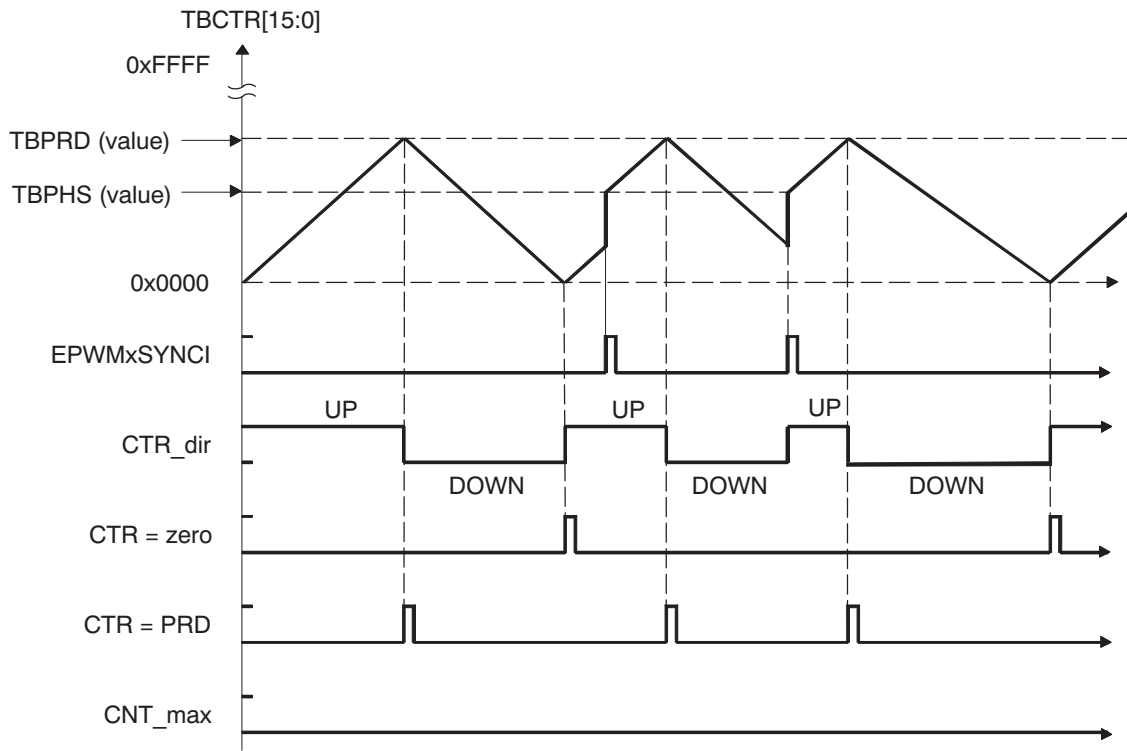 TBCTR[15:0]
0xFFFF
TBPRD (value)
TBPHS (value)
0x0000
EPWMxSYNCI
UP
UP
UP
CTR_dir
DOWN
DOWN
DOWN
CTR = zero
CTR = PRD
CNT_max